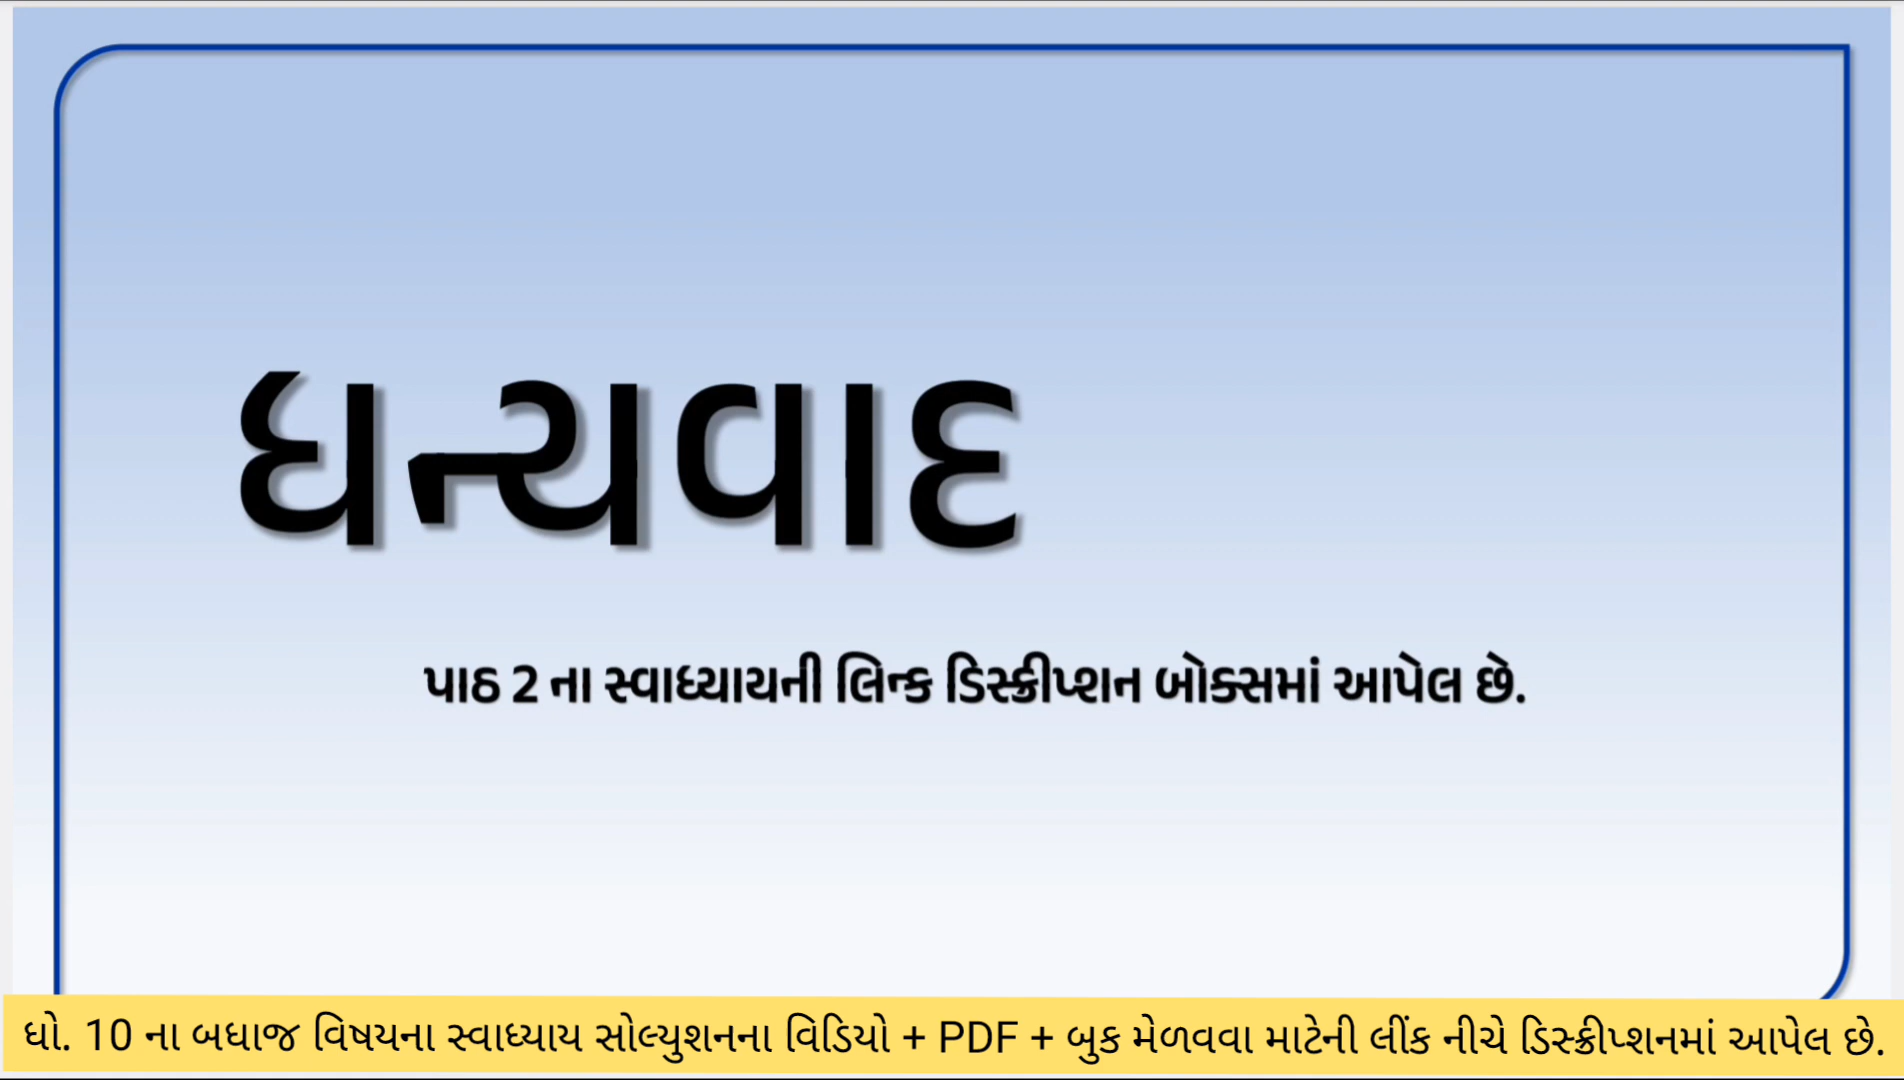 ધન્યવાદ
પાઠ 2 ના સ્વાધ્યાયની લિન્ક ડિસ્ક્રીપ્શન બોક્સમાં આપેલ છે.
ધો. 10 ના બધાજ વિષયના સ્વાધ્યાય સોલ્યુશનના વિડિયો + PDF + બુક મેળવવા માટેની લીંક નીચે ડિસ્ક્રીપ્શનમાં આપેલ છે.